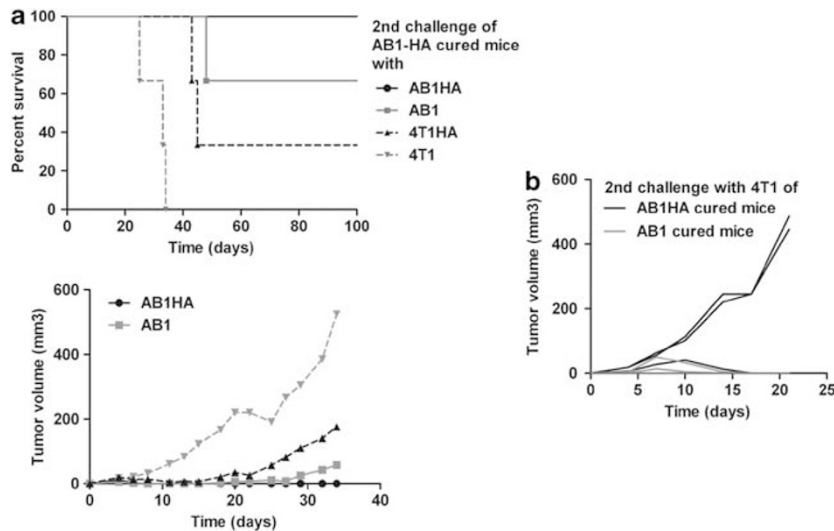 a
2nd challenge of
AB1-HA cured mice
with
AB1HA
AB1
4T1HA
4T1
Percent survival
100
80
60
40
20
0
0 20 40 60 80 100
Time (days)
AB1HA
AB1
Tumor volume (mm3)
600
400
200
0
0 10 20 30 40
Time (days)
b
2nd challenge with 4T1 of
AB1HA cured mice
AB1 cured mice
Tumor volume (mm3)
600
400
200
0
0 5 10 15 20 25
Time (days)